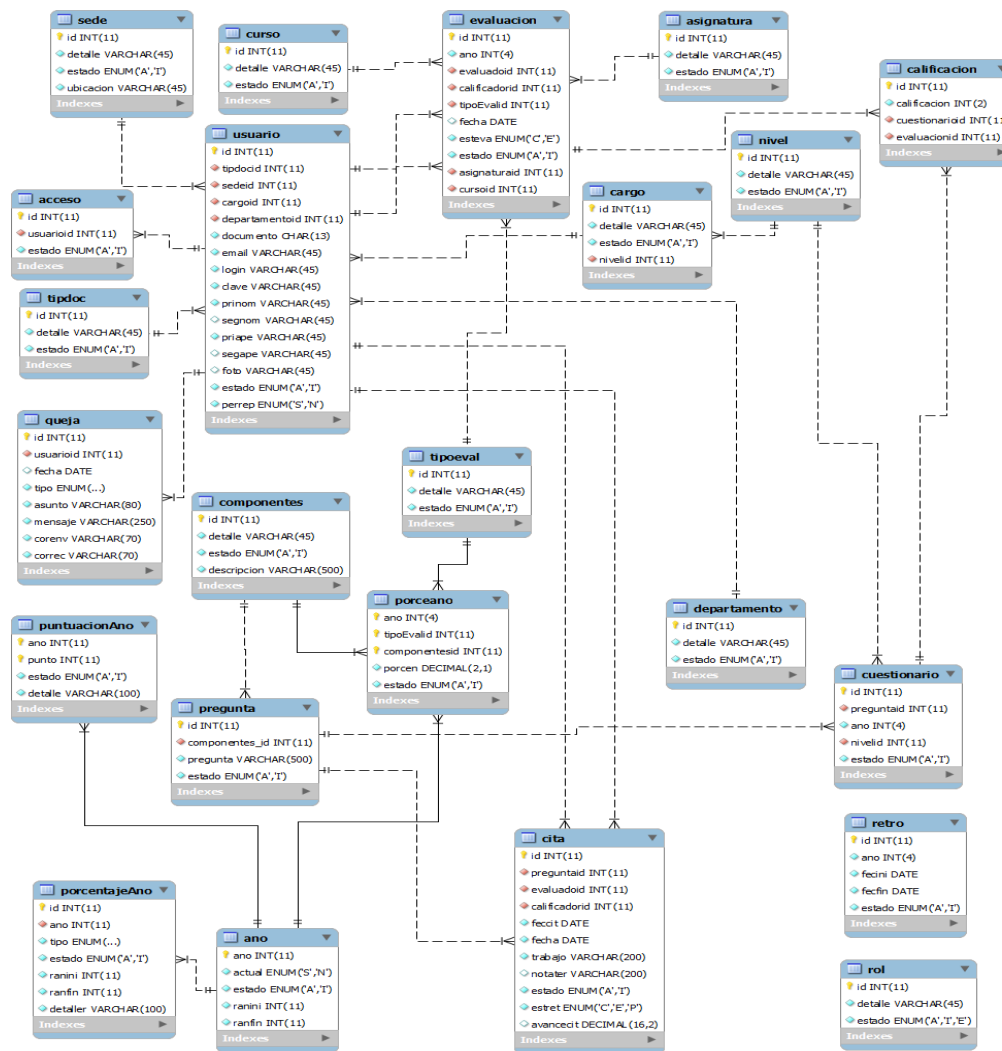 sede
id INT(11)
detalle VARCHAR(45)
estado ENUM('A','I')
ubicacion VARCHAR(45)
Indexes
curso
id INT(11)
detalle VARCHAR(45)
estado ENUM('A','I')
Indexes
evaluacion
id INT(11)
ano INT(4)
evaluadoid INT(11)
calificadorid INT(11)
tipoEvalid INT(11)
fecha DATE
esteva ENUM('C','E')
estado ENUM('A','I')
asignaturaid INT(11)
cursoid INT(11)
Indexes
asignatura
id INT(11)
detalle VARCHAR(45)
estado ENUM('A','I')
Indexes
calificacion
id INT(11)
calificacion INT(2)
cuestionarioid INT(11)
evaluacionid INT(11)
Indexes
usuario
id INT(11)
tipdocid INT(11)
sedeid INT(11)
cargoid INT(11)
departamentoid INT(11)
documento CHAR(13)
email VARCHAR(45)
login VARCHAR(45)
clave VARCHAR(45)
prinom VARCHAR(45)
segnom VARCHAR(45)
priape VARCHAR(45)
segape VARCHAR(45)
foto VARCHAR(45)
estado ENUM('A','I')
perrep ENUM('S','N')
Indexes
nivel
id INT(11)
detalle VARCHAR(45)
estado ENUM('A','I')
Indexes
cargo
id INT(11)
detalle VARCHAR(45)
estado ENUM('A','I')
nivelid INT(11)
Indexes
acceso
id INT(11)
usuarioid INT(11)
estado ENUM('A','I')
Indexes
tipdoc
id INT(11)
detalle VARCHAR(45)
estado ENUM('A','I')
Indexes
queja
id INT(11)
usuarioid INT(11)
fecha DATE
tipo ENUM(...)
asunto VARCHAR(80)
mensaje VARCHAR(250)
corenv VARCHAR(70)
correc VARCHAR(70)
Indexes
componentes
id INT(11)
detalle VARCHAR(45)
estado ENUM('A','I')
descripcion VARCHAR(500)
Indexes
tipoeval
id INT(11)
detalle VARCHAR(45)
estado ENUM('A','I')
Indexes
porceano
ano INT(4)
tipoEvalid INT(11)
componentesid INT(11)
porcen DECIMAL(2,1)
estado ENUM('A','I')
Indexes
departamento
id INT(11)
detalle VARCHAR(45)
estado ENUM('A','I')
Indexes
puntuacionAno
ano INT(11)
punto INT(11)
estado ENUM('A','I')
detalle VARCHAR(100)
Indexes
pregunta
id INT(11)
componentes_id INT(11)
pregunta VARCHAR(500)
estado ENUM('A','I')
Indexes
cuestionario
id INT(11)
preguntaid INT(11)
ano INT(4)
nivelid INT(11)
estado ENUM('A','I')
Indexes
cita
id INT(11)
preguntaid INT(11)
evaluadoid INT(11)
calificadorid INT(11)
feccit DATE
fecha DATE
trabajo VARCHAR(200)
notater VARCHAR(200)
estado ENUM('A','I')
estret ENUM('C','E','P')
avancecit DECIMAL(16,2)
Indexes
retro
id INT(11)
ano INT(4)
fecini DATE
fecfin DATE
estado ENUM('A','I')
Indexes
porcentajeAno
id INT(11)
ano INT(11)
tipo ENUM(...)
estado ENUM('A','I')
ranini INT(11)
ranfin INT(11)
detaller VARCHAR(100)
Indexes
ano
ano INT(11)
actual ENUM('S','N')
estado ENUM('A','I')
ranini INT(11)
ranfin INT(11)
Indexes
rol
id INT(11)
detalle VARCHAR(45)
estado ENUM('A','I','E')
Indexes